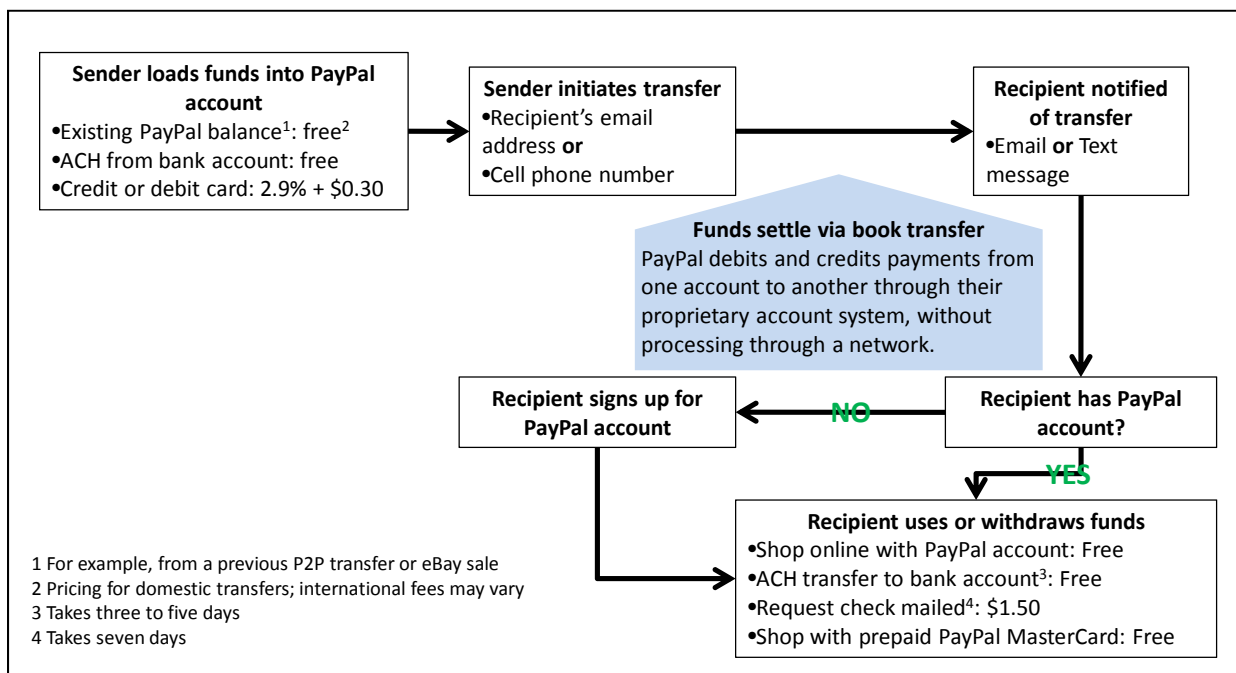 Sender loads funds into PayPal
account
•Existing PayPal balance¹: free²
•ACH from bank account: free
•Credit or debit card: 2.9% + $0.30
Sender initiates transfer
•Recipient’s email
address or
•Cell phone number
Recipient notified
of transfer
•Email or Text
message
Funds settle via book transfer
PayPal debits and credits payments from
one account to another through their
proprietary account system, without
processing through a network.
Recipient has PayPal
account?
NO
Recipient signs up for
PayPal account
YES
Recipient uses or withdraws funds
•Shop online with PayPal account: Free
•ACH transfer to bank account³: Free
•Request check mailed⁴: $1.50
•Shop with prepaid PayPal MasterCard: Free
1 For example, from a previous P2P transfer or eBay sale
2 Pricing for domestic transfers; international fees may vary
3 Takes three to five days
4 Takes seven days